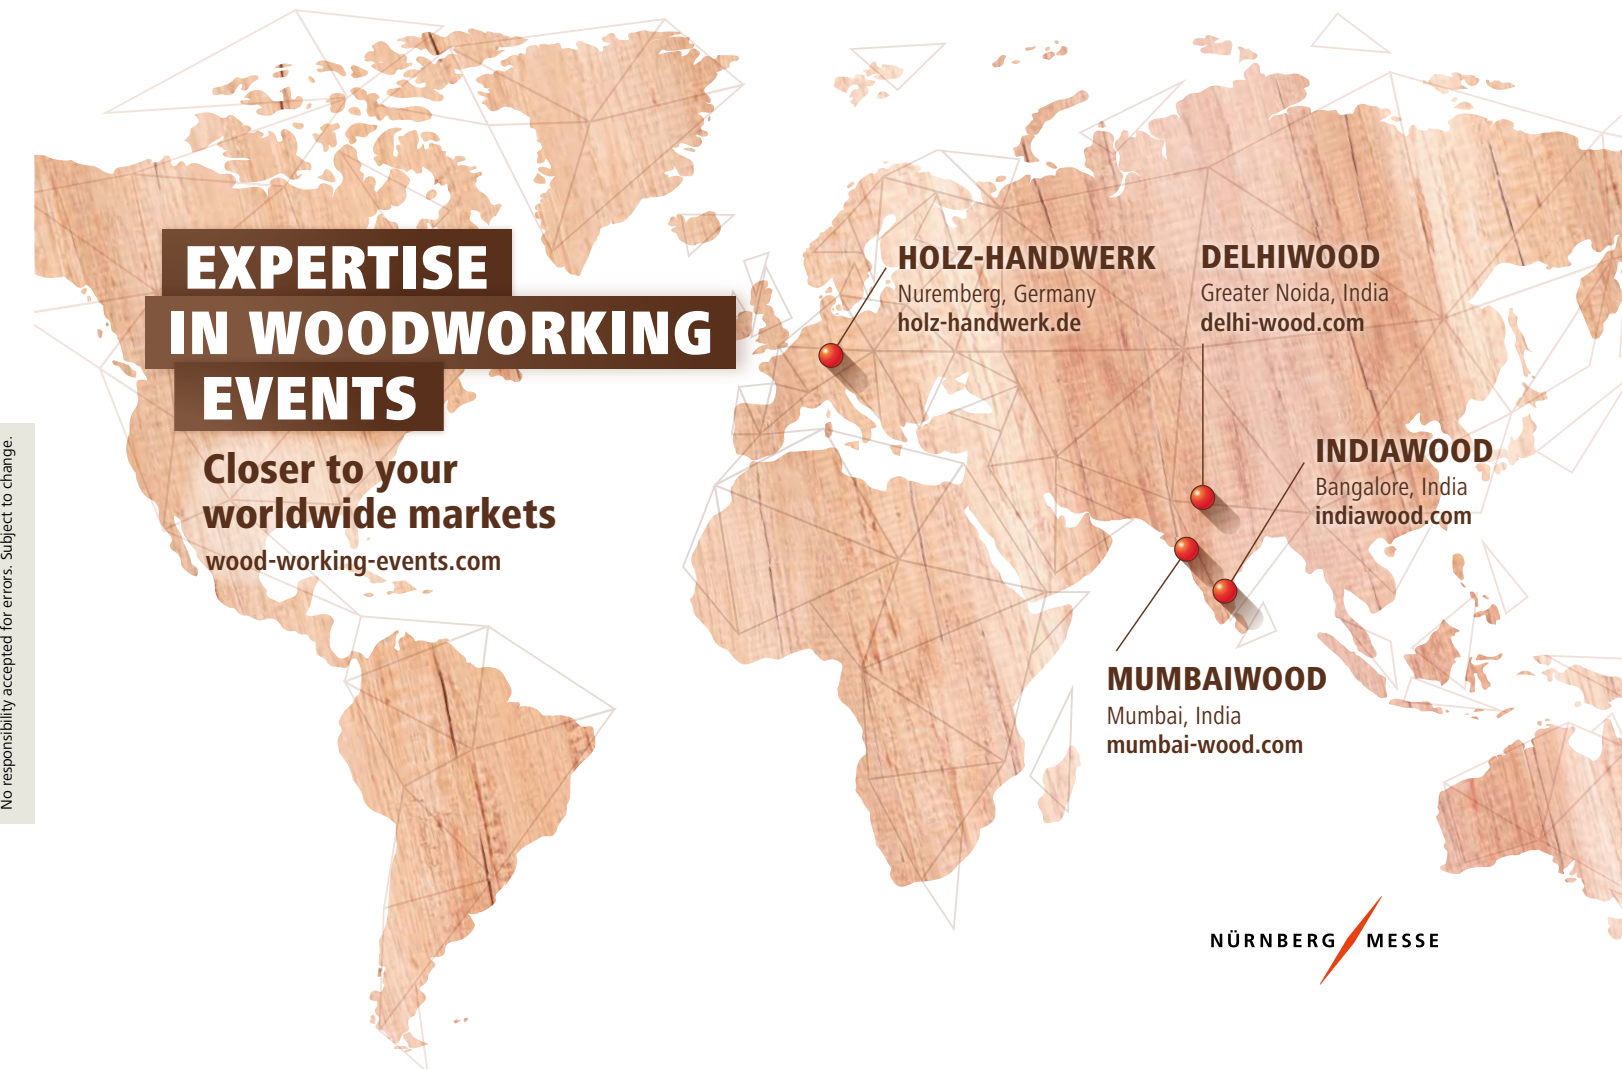 EXPERTISE
IN WOODWORKING
EVENTS
Closer to your
worldwide markets
wood-working-events.com
HOLZ-HANDWERK
Nuremberg, Germany
holz-handwerk.de
DELHIWOOD
Greater Noida, India
delhi-wood.com
INDIAWOOD
Bangalore, India
indiawood.com
MUMBAIWOOD
Mumbai, India
mumbai-wood.com
NÜRNBERG MESSE
No responsibility accepted for errors. Subject to change.